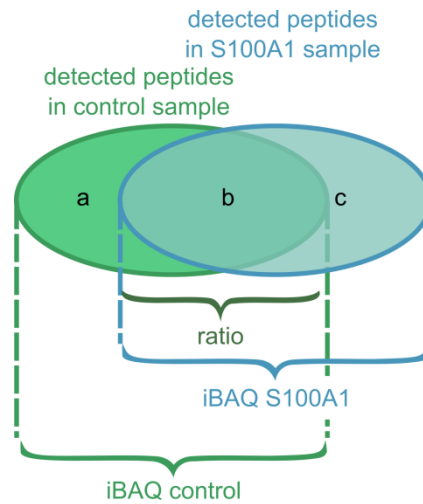 detected peptides
in S100A1 sample
detected peptides
in control sample
a
b
c
ratio
iBAQ S100A1
iBAQ control